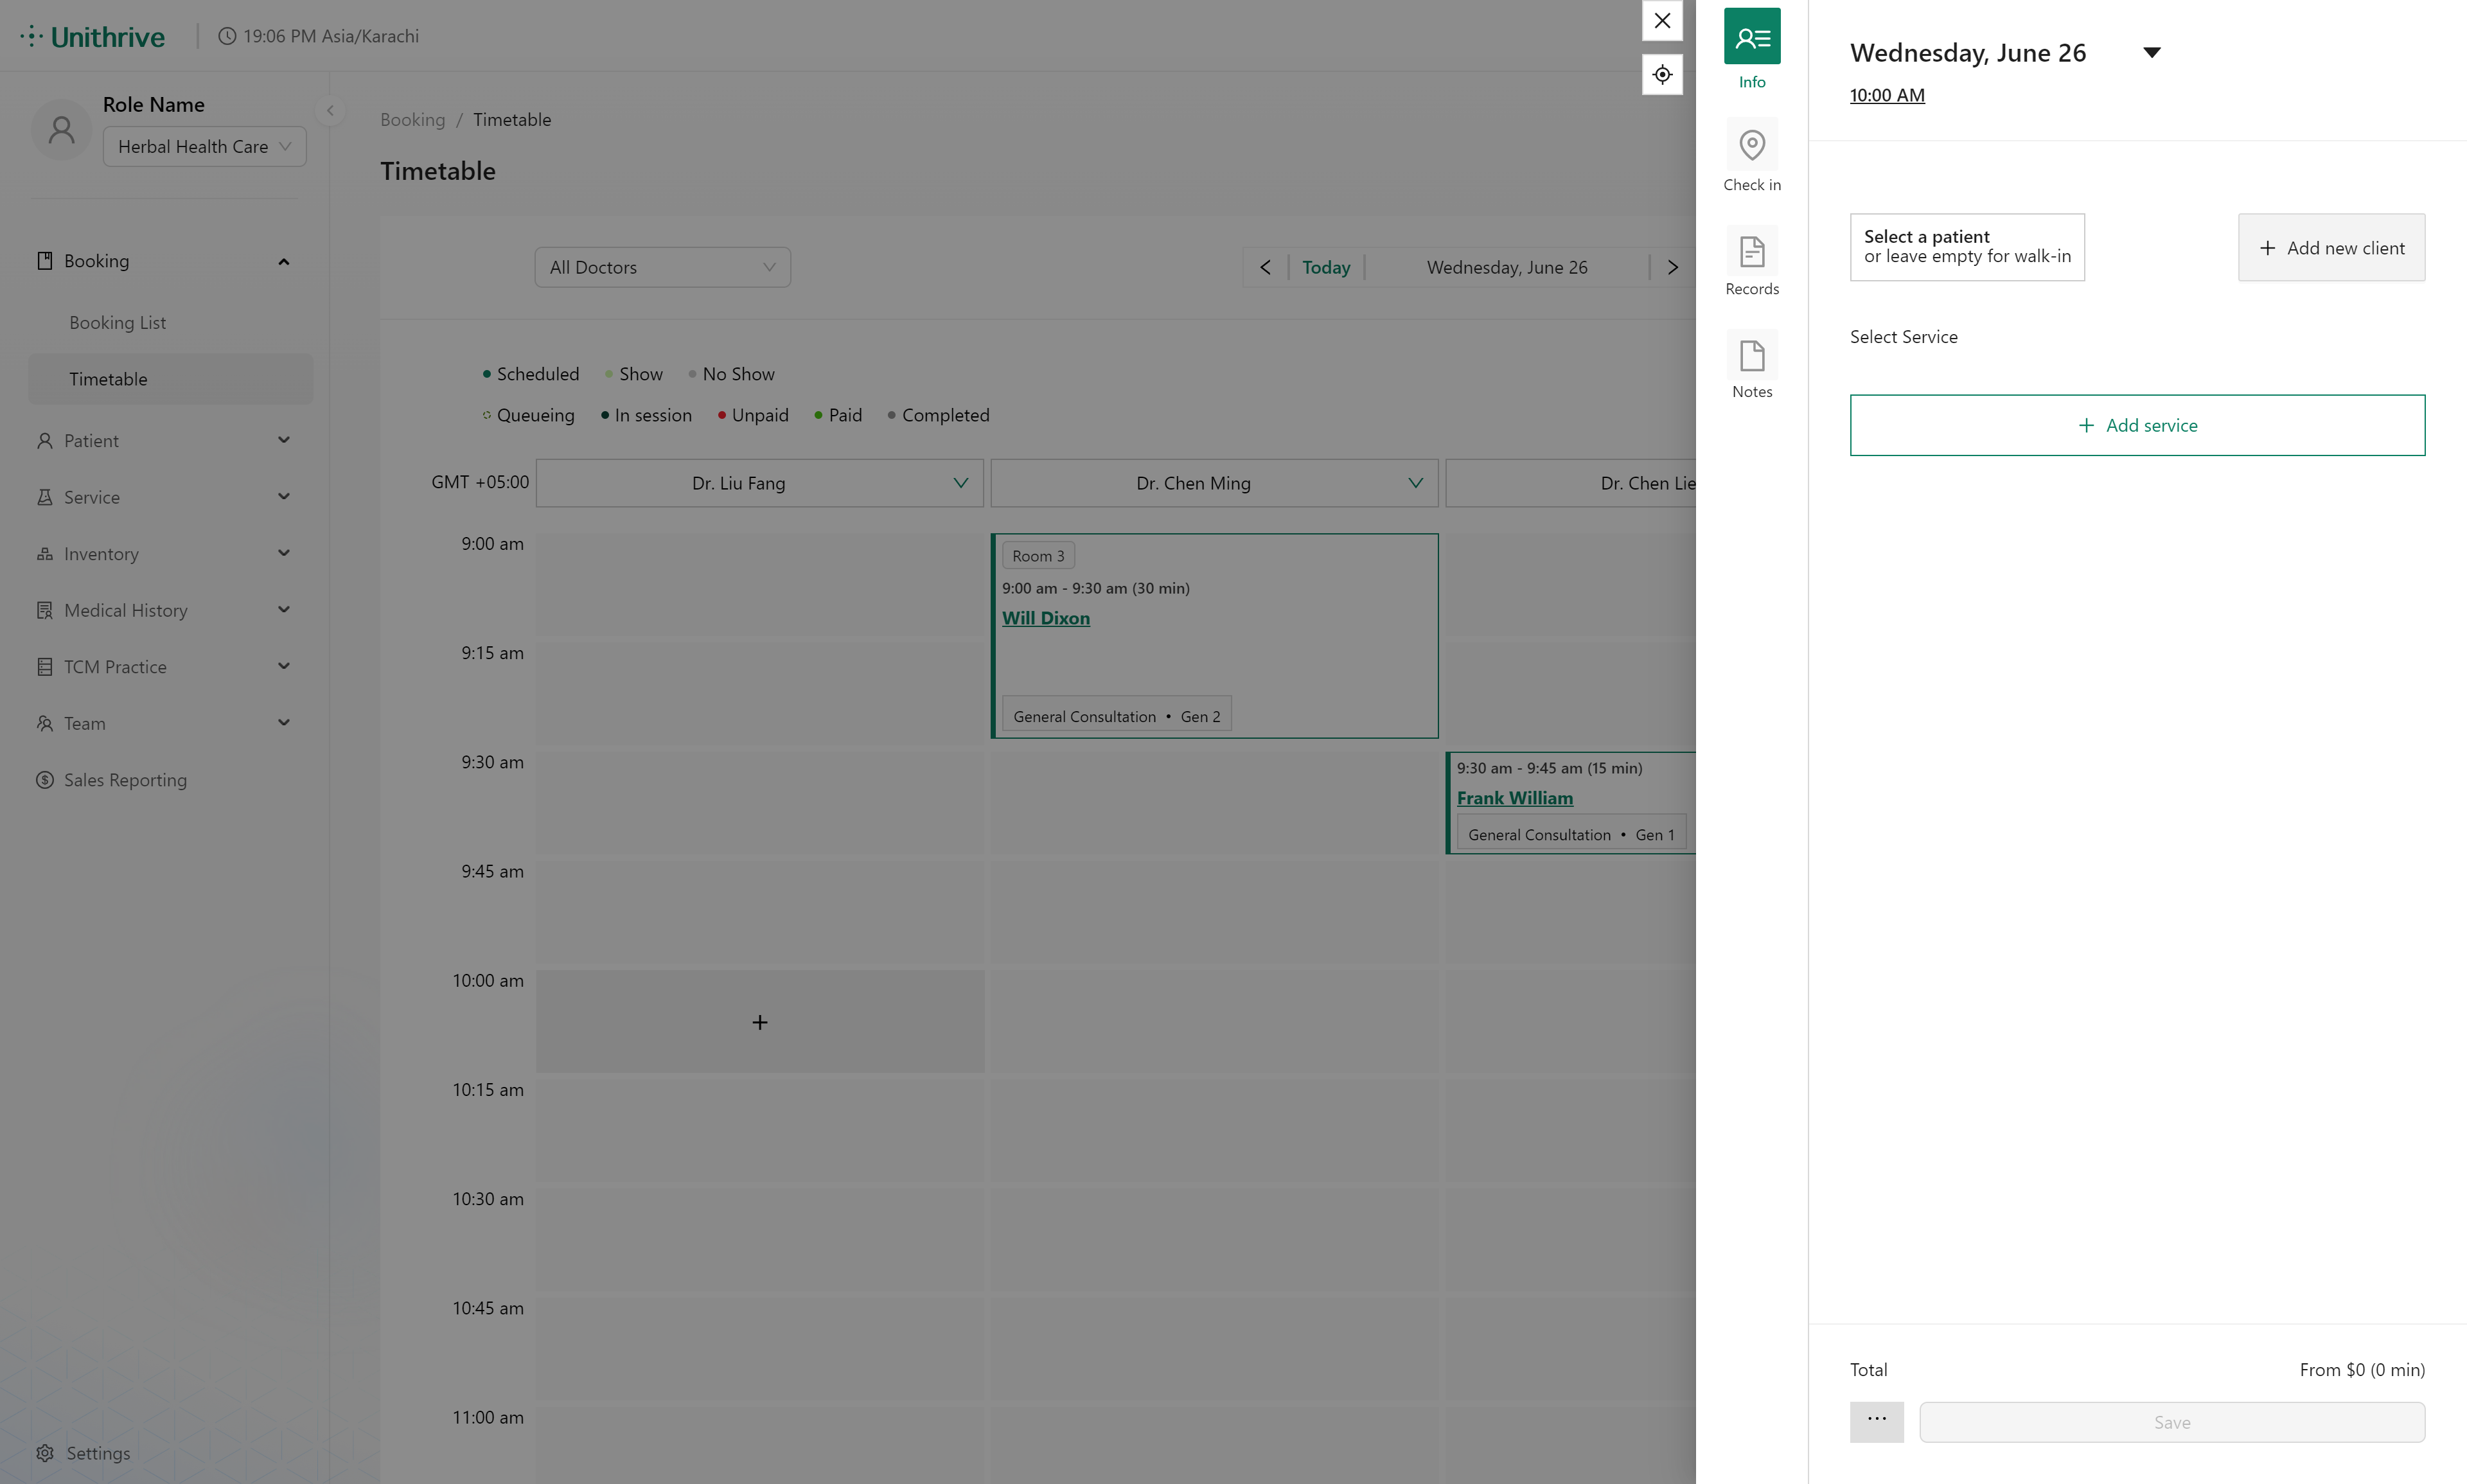 Unithrive
19:06 PM Asia/Karachi
Role Name
Herbal Health Care
Booking
Booking List
Timetable
Patient
Service
Inventory
Medical History
TCM Practice
Team
Sales Reporting
Settings
Booking / Timetable
Timetable
All Doctors
Today
Wednesday, June 26
Scheduled Show No Show
Queueing In session Unpaid Paid Completed
GMT +05:00
Dr. Liu Fang
Dr. Chen Ming
Dr. Chen Lie
9:00 am
Room 3
9:00 am - 9:30 am (30 min)
Will Dixon
General Consultation • Gen 2
9:15 am
9:30 am
9:30 am - 9:45 am (15 min)
Frank William
General Consultation • Gen 1
9:45 am
10:00 am
+
10:15 am
10:30 am
10:45 am
11:00 am
Info
Check in
Records
Notes
Wednesday, June 26
10:00 AM
Select a patient
or leave empty for walk-in
+ Add new client
Select Service
+ Add service
Total
From $0 (0 min)
...
Save